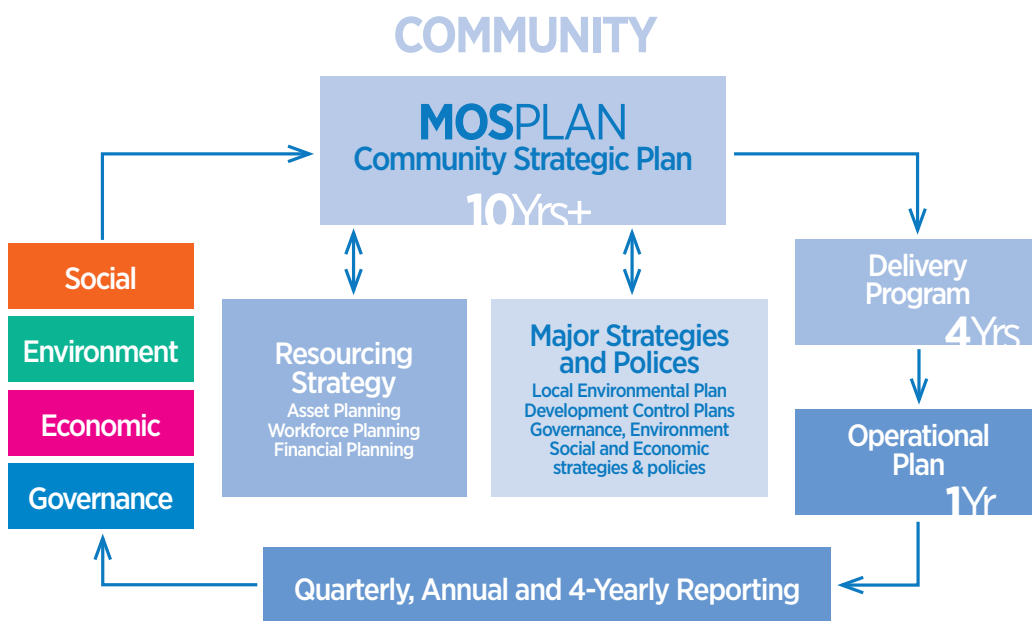 COMMUNITY
MOSPLAN
Community Strategic Plan
10Yrs+
Social
Environment
Economic
Governance
Resourcing
Strategy
Asset Planning
Workforce Planning
Financial Planning
Major Strategies
and Polices
Local Environmental Plan
Development Control Plans
Governance, Environment
Social and Economic
strategies & policies
Delivery
Program
4Yrs
Operational
Plan
1Yr
Quarterly, Annual and 4-Yearly Reporting